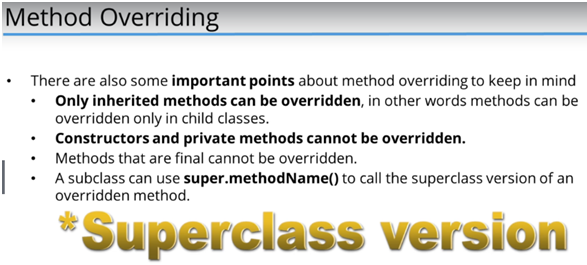 Method Overriding
• There are also some important points about method overriding to keep in mind
• Only inherited methods can be overridden, in other words methods can be
overridden only in child classes.
• Constructors and private methods cannot be overridden.
• Methods that are final cannot be overridden.
• A subclass can use super.methodName() to call the superclass version of an
overridden method.
*Superclass version